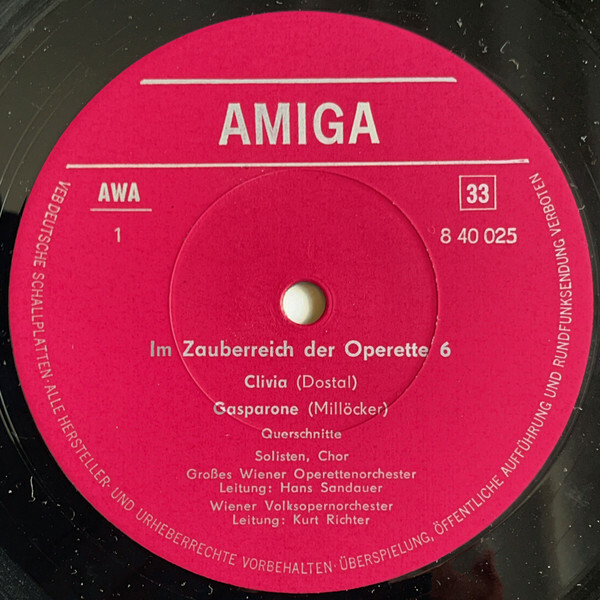 AMIGA
AWA
33
1
8 40 025
Im Zauberreich der Operette 6
Clivia (Dostal)
Gasparone (Millöcker)
Querschnitte
Solisten, Chor
Großes Wiener Operettenorchester
Leitung: Hans Sandauer
Wiener Volksopernorchester
Leitung: Kurt Richter
VEB DEUTSCHE SCHALLPLATTEN · ALLE HERSTELLER- UND URHEBERRECHTE VORBEHALTEN · ÜBERSPIELUNG, ÖFFENTLICHE AUFFÜHRUNG UND RUNDFUNKSENDUNG VERBOTEN